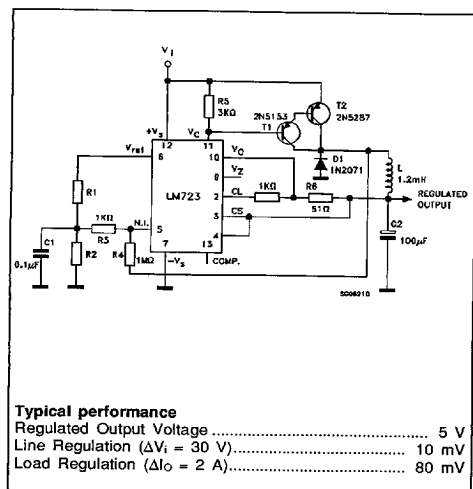 Vi
+Vs
R5
3KΩ
2N5153
T1
T2
2N5287
VC
12
11
Vref
6
10
VO
9
VZ
LM723
2
CL
1KΩ
R6
51Ω
3
CS
4
D1
1N2071
L
1.2mH
REGULATED
OUTPUT
C2
100µF
R1
1KΩ
R3
N.I.
5
C1
0.1µF
R2
R4
1MΩ
7
-Vs
13
COMP.
SC06210
Typical performance
Regulated Output Voltage ........................................ 5 V
Line Regulation (ΔVi = 30 V)............................. 10 mV
Load Regulation (ΔIO = 2 A)............................. 80 mV